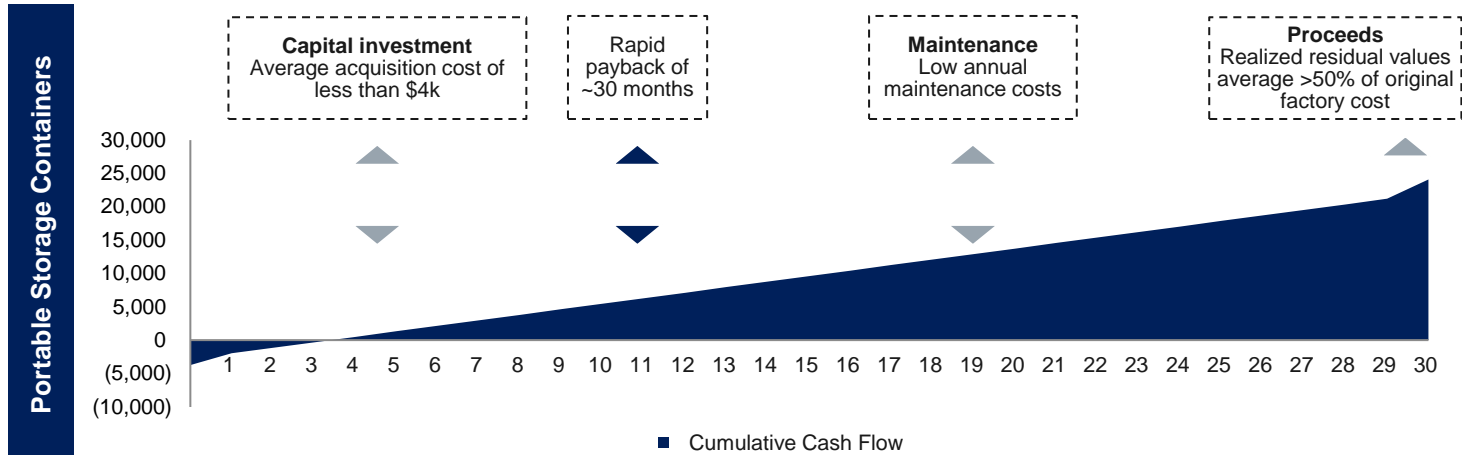 Portable Storage Containers
Capital investment
Average acquisition cost of
less than $4k
Rapid
payback of
~30 months
Maintenance
Low annual
maintenance costs
Proceeds
Realized residual values
average >50% of original
factory cost
30,000
25,000
20,000
15,000
10,000
5,000
0
(5,000)
(10,000)
1 2 3 4 5 6 7 8 9 10 11 12 13 14 15 16 17 18 19 20 21 22 23 24 25 26 27 28 29 30
Cumulative Cash Flow